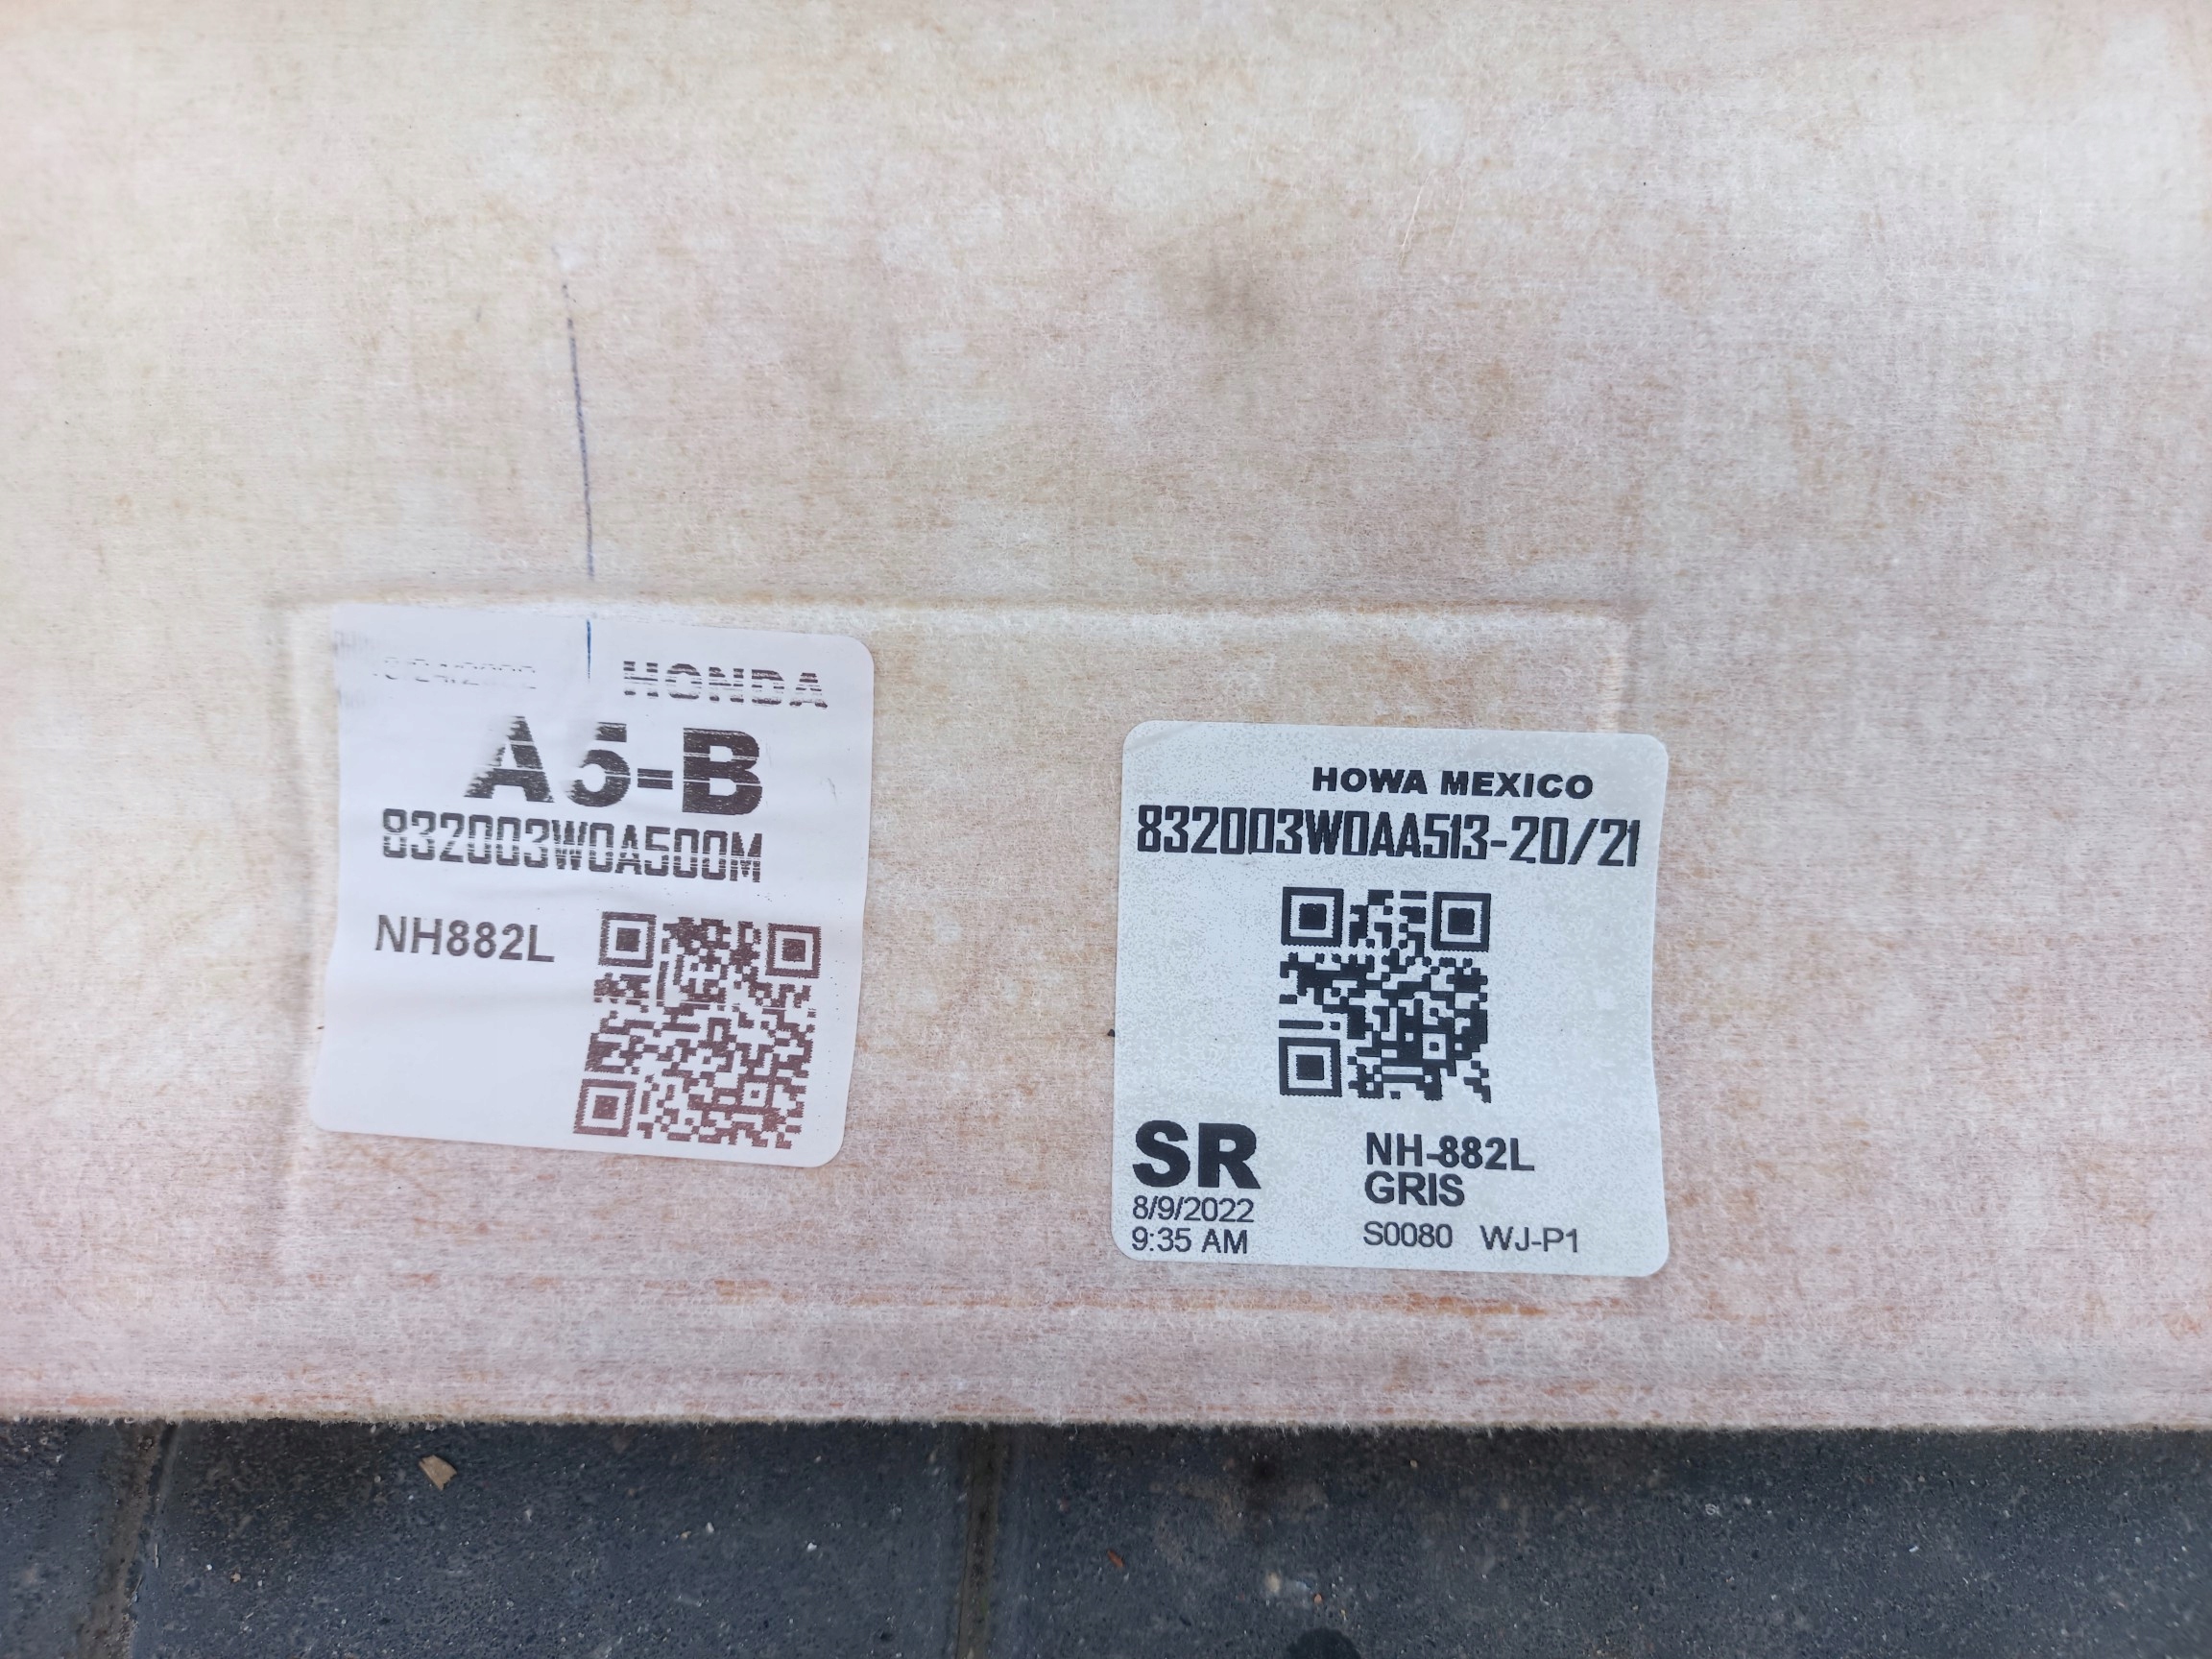 HONDA
A5-B
832003W0A500M
NH882L
HOWA MEXICO
832003W0AA513-20/21
SR
8/9/2022
9:35 AM
NH-882L
GRIS
S0080 WJ-P1